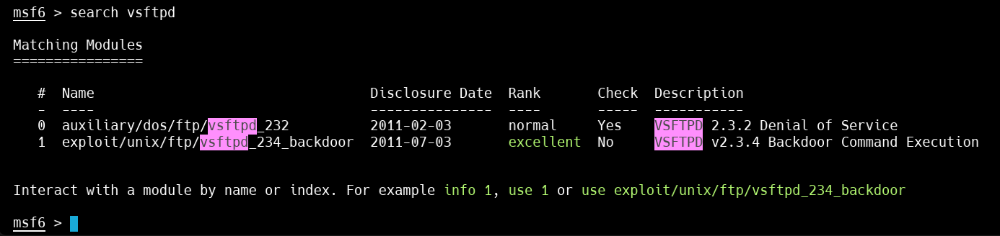 msf6 > search vsftpd
Matching Modules
================
#  Name                                  Disclosure Date  Rank       Check  Description
-  ----                                  ---------------  ----       -----  -----------
0  auxiliary/dos/ftp/vsftpd_232          2011-02-03       normal     Yes    VSFTPD 2.3.2 Denial of Service
1  exploit/unix/ftp/vsftpd_234_backdoor  2011-07-03       excellent  No     VSFTPD v2.3.4 Backdoor Command Execution
Interact with a module by name or index. For example info 1, use 1 or use exploit/unix/ftp/vsftpd_234_backdoor
msf6 >